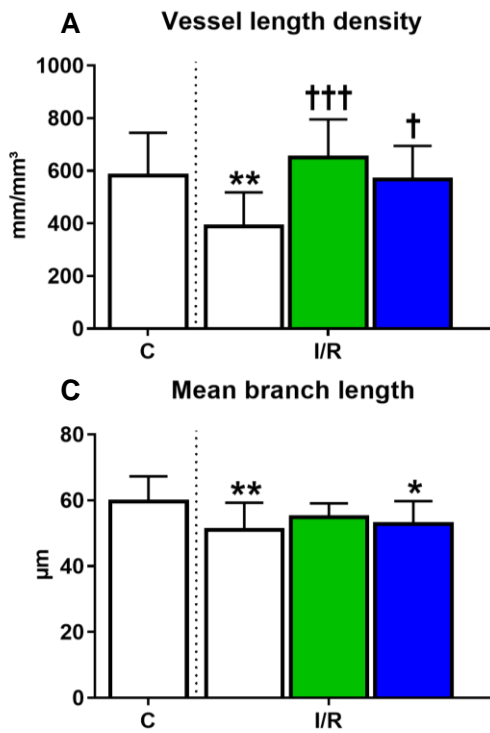 A Vessel length density
1000
800
600
400
200
0
mm/mm³
** ††† †
C I/R
C Mean branch length
80
60
40
20
0
µm
** *
C I/R